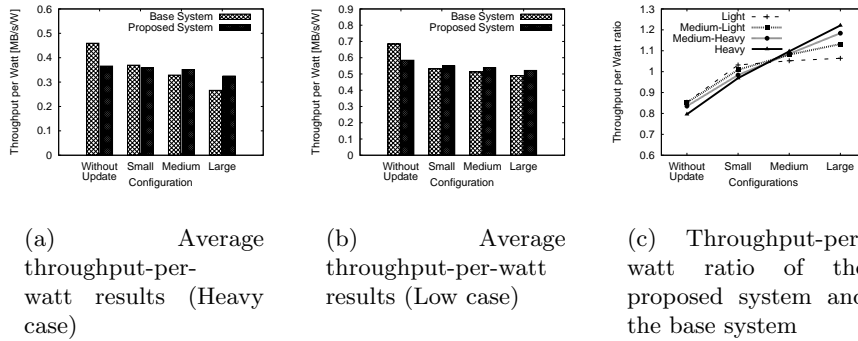 0.6
0.5
0.4
0.3
0.2
0.1
0
Throughput per Watt [MB/s/W]
Base System
Proposed System
Without Update
Small
Medium
Large
Configuration
0.9
0.8
0.7
0.6
0.5
0.4
0.3
0.2
0.1
0
Throughput per Watt [MB/s/W]
Base System
Proposed System
Without Update
Small
Medium
Large
Configuration
1.3
1.2
1.1
1
0.9
0.8
0.7
0.6
Throughput per Watt ratio
Light
Medium-Light
Medium-Heavy
Heavy
Without Update
Small
Medium
Large
Configurations
(a) Average
throughput-per-
watt results (Heavy
case)
(b) Average
throughput-per-watt
results (Low case)
(c) Throughput-per
watt ratio of the
proposed system and
the base system